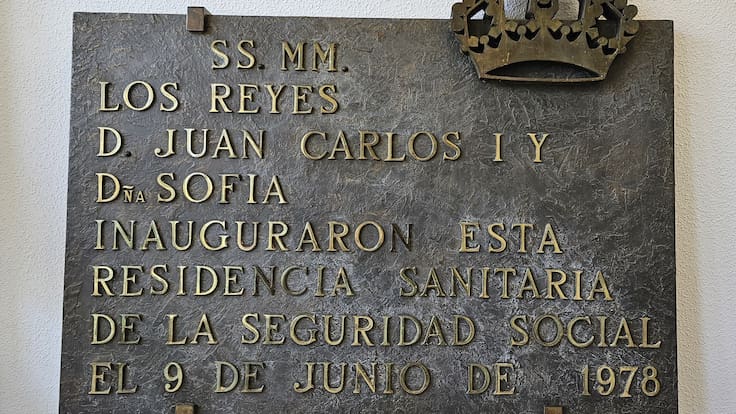 SS. MM.
LOS REYES
D. JUAN CARLOS I Y
DÑA SOFIA
INAUGURARON ESTA
RESIDENCIA SANITARIA
DE LA SEGURIDAD SOCIAL
EL 9 DE JUNIO DE 1978